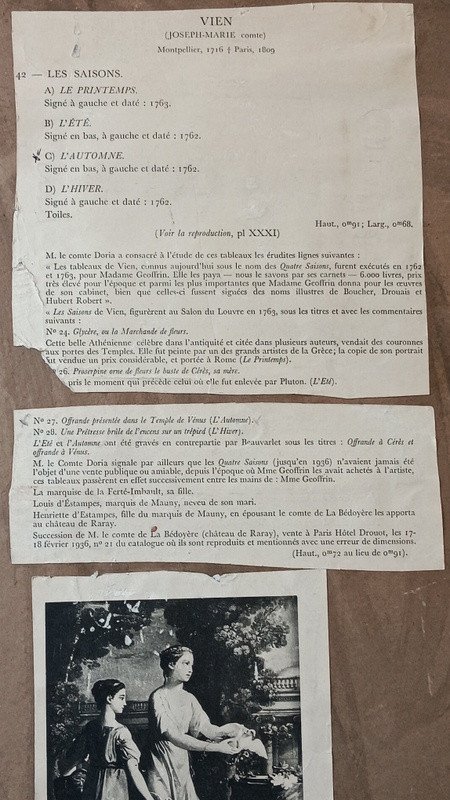 VIEN
(JOSEPH-MARIE comte)
Montpellier, 1716 † Paris, 1809
42 — LES SAISONS.
A) LE PRINTEMPS.
Signé à gauche et daté : 1763.
B) L'ÉTÉ.
Signé en bas, à gauche et daté : 1762.
C) L'AUTOMNE.
Signé en bas, à gauche et daté : 1762.
D) L'HIVER.
Signé à gauche et daté : 1762.
Toiles.
Haut., 0m91; Larg., 0m68.
(Voir la reproduction, pl XXXI)
M. le comte Doria a consacré à l'étude de ces tableaux les érudites lignes suivantes :
« Les tableaux de Vien, connus aujourd'hui sous le nom des Quatre Saisons, furent exécutés en 1762
et 1763, pour Madame Geoffrin. Elle les paya — nous le savons par ses carnets — 6.000 livres, prix
très élevé pour l'époque et parmi les plus importantes que Madame Geoffrin donna pour les œuvres
de son cabinet, bien que celles-ci fussent signées des noms illustres de Boucher, Drouais et
Hubert Robert ».
« Les Saisons de Vien, figurèrent au Salon du Louvre en 1763, sous les titres et avec les commentaires
suivants :
No 24. Glycère, ou la Marchande de fleurs.
Cette belle Athénienne célèbre dans l'antiquité et citée dans plusieurs auteurs, vendait des couronnes
aux portes des Temples. Elle fut peinte par un des grands artistes de la Grèce; la copie de son portrait
fut vendue un prix considérable, et portée à Rome (Le Printemps).
26. Proserpine orne de fleurs le buste de Cérès, sa mère.
uris le moment qui précède celui où elle fut enlevée par Pluton. (L'Eté).
No 27. Offrande présentée dans le Temple de Vénus (L'Automne).
No 28. Une Prêtresse brûle de l'encens sur un trépied (L'Hiver).
L'Eté et l'Automne ont été gravés en contrepartie par Beauvarlet sous les titres : Offrande à Cérès et
offrande à Vénus.
M. le Comte Doria signale par ailleurs que les Quatre Saisons (jusqu'en 1936) n'avaient jamais été
l'objet d'une vente publique ou amiable, depuis l'époque où Mme Geoffrin les avait achetés à l'artiste,
ces tableaux passèrent en effet successivement entre les mains de : Mme Geoffrin.
La marquise de la Ferté-Imbault, sa fille.
Louis d'Estampes, marquis de Mauny, neveu de son mari.
Henriette d'Estampes, fille du marquis de Mauny, en épousant le comte de La Bédoyère les apporta
au château de Raray.
Succession de M. le comte de La Bédoyère (château de Raray), vente à Paris Hôtel Drouot, les 17-
18 février 1936, no 21 du catalogue où ils sont reproduits et mentionnés avec une erreur de dimensions.
(Haut., 0m72 au lieu de 0m91).